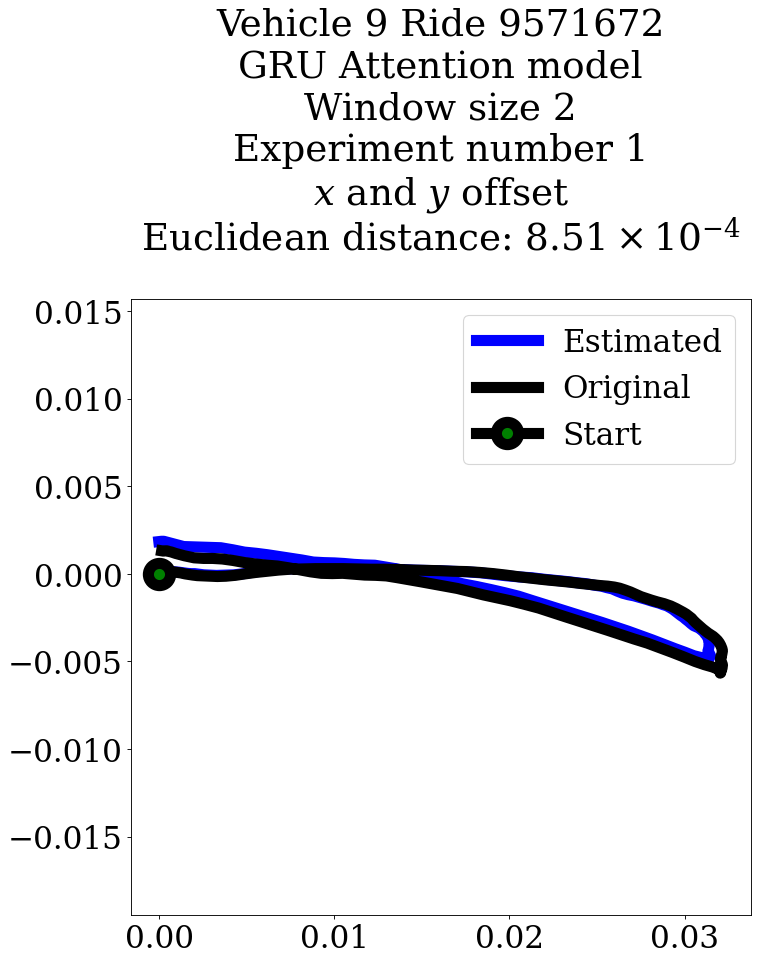 Vehicle 9 Ride 9571672
GRU Attention model
Window size 2
Experiment number 1
x and y offset
Euclidean distance: 8.51 × 10⁻⁴
Estimated
Original
Start
0.015
0.010
0.005
0.000
−0.005
−0.010
−0.015
0.00 0.01 0.02 0.03